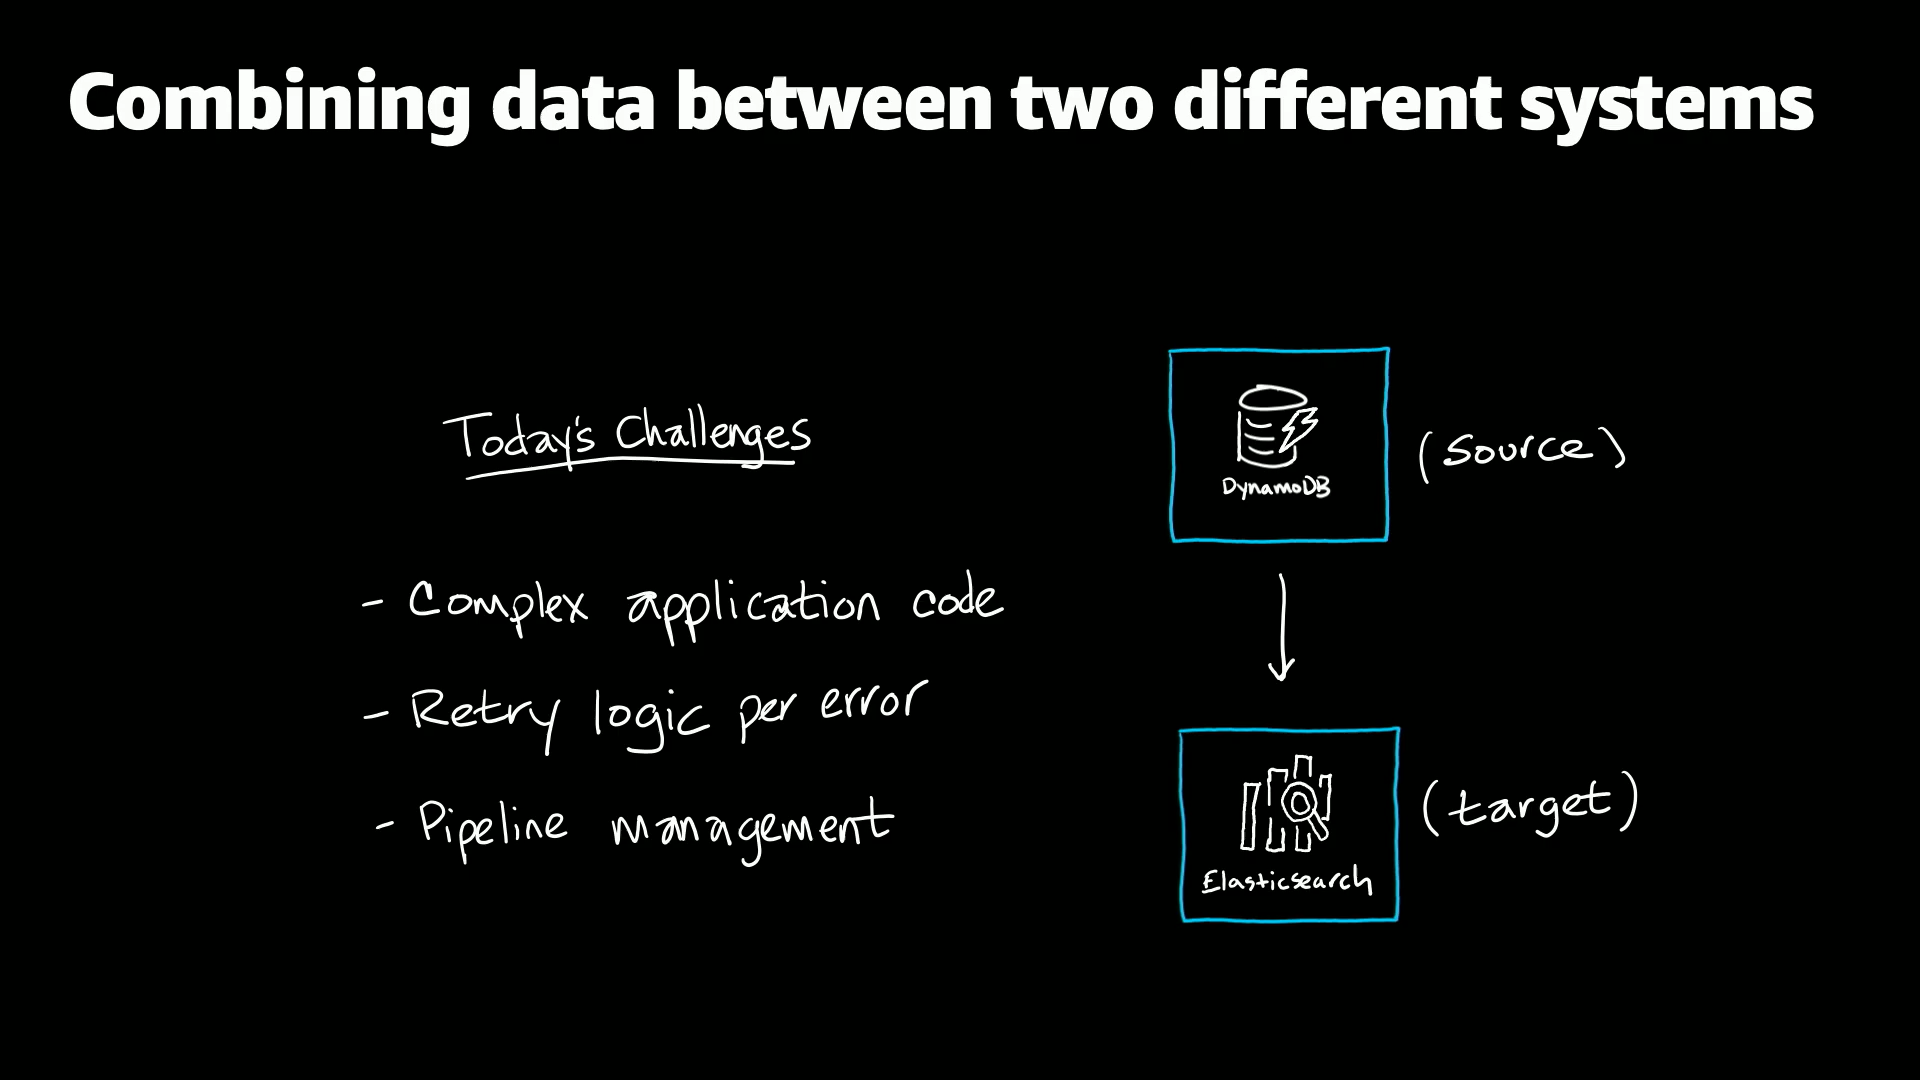 Combining data between two different systems
Today's Challenges
- Complex application code
- Retry logic per error
- Pipeline management
DynamoDB
(source)
Elasticsearch
(target)